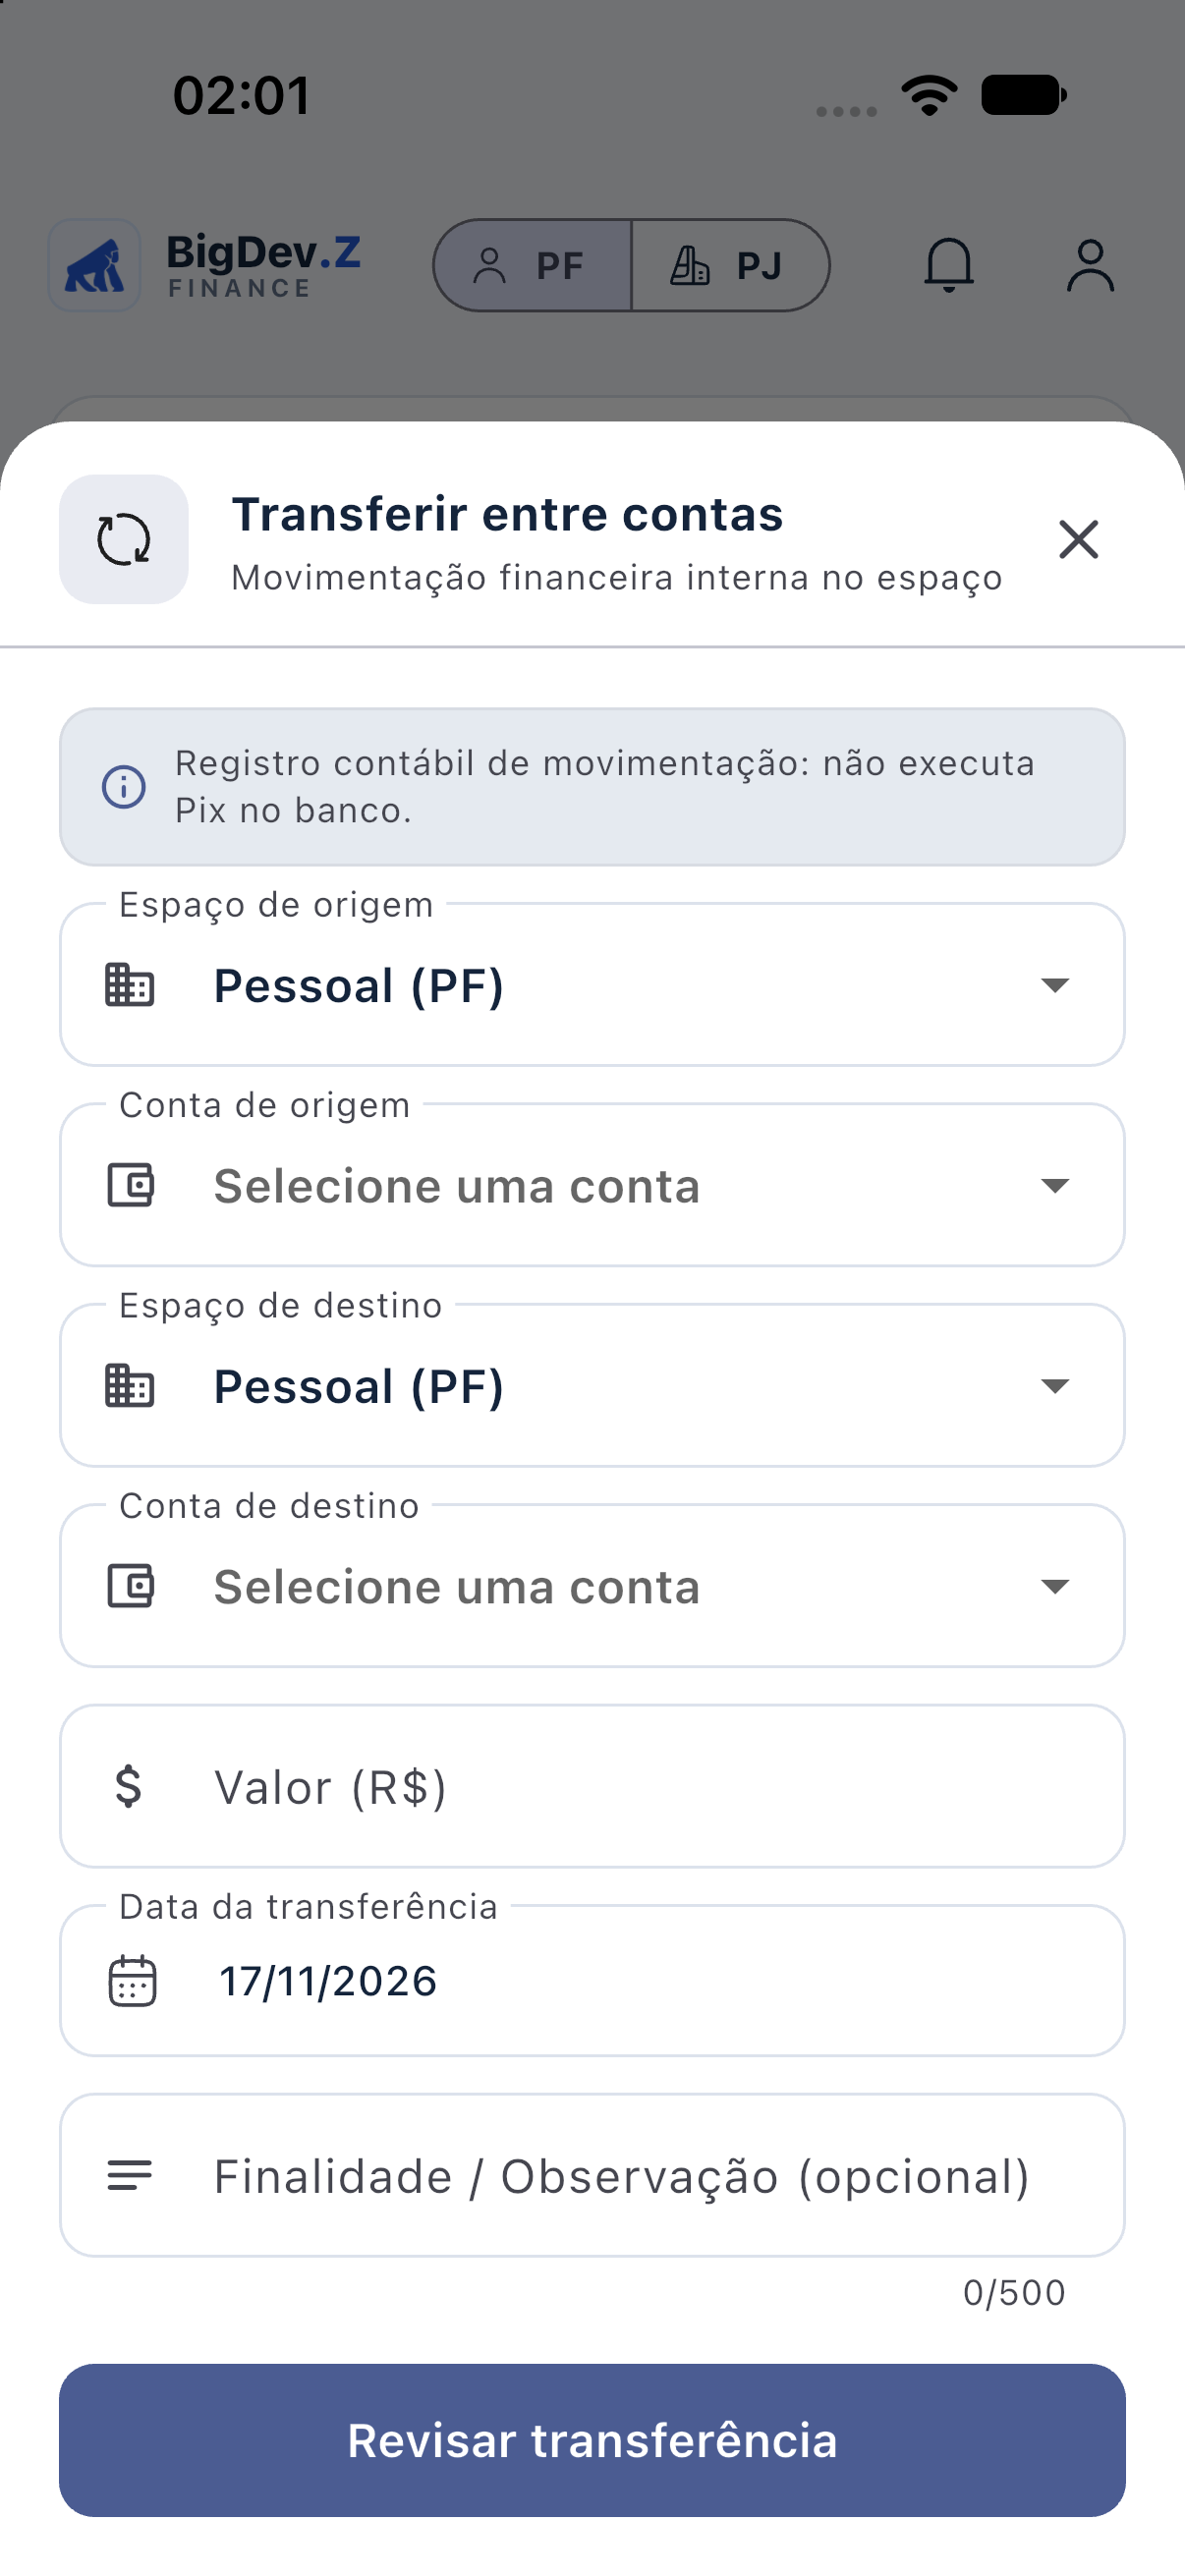 02:01
BigDev.Z
FINANCE
PF
PJ
Transferir entre contas
Movimentação financeira interna no espaço
Registro contábil de movimentação: não executa
Pix no banco.
Espaço de origem
Pessoal (PF)
Conta de origem
Selecione uma conta
Espaço de destino
Pessoal (PF)
Conta de destino
Selecione uma conta
Valor (R$)
Data da transferência
17/11/2026
Finalidade / Observação (opcional)
0/500
Revisar transferência